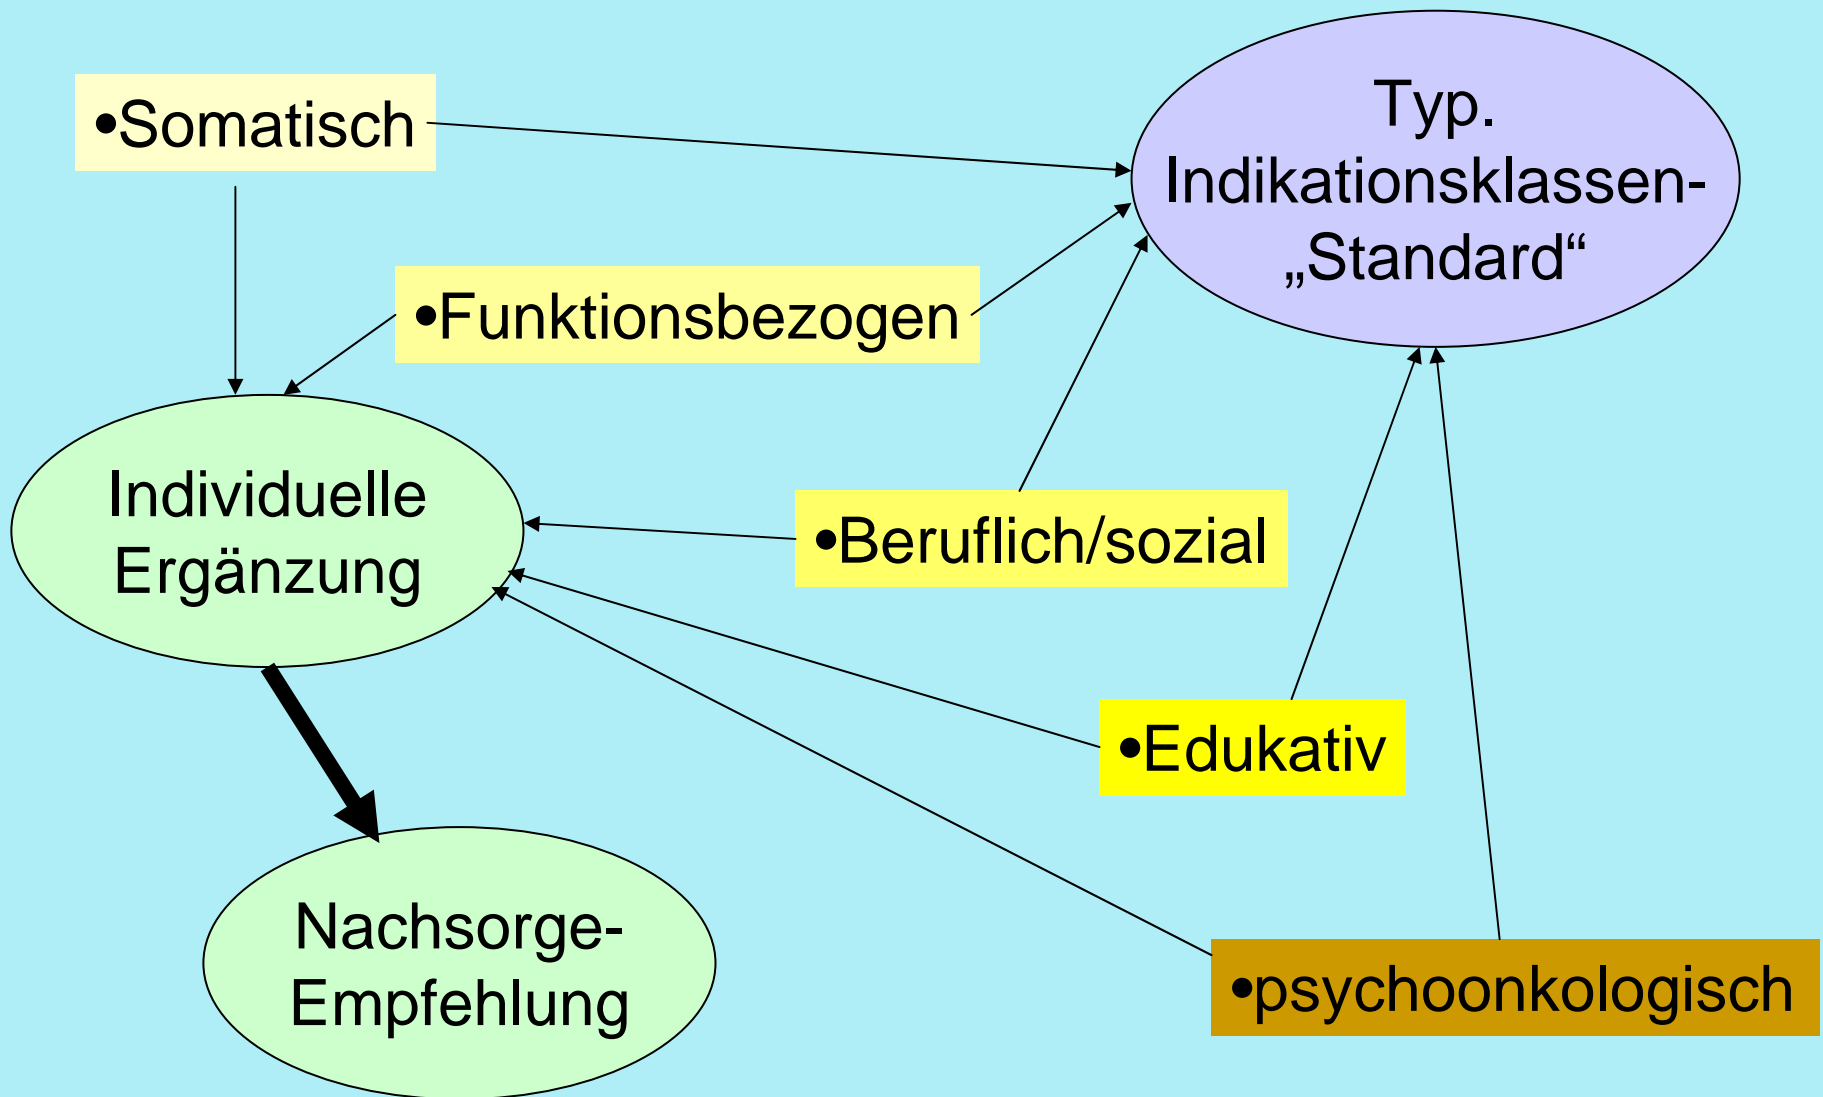 •Somatisch
Typ.
Indikationsklassen-
„Standard“
•Funktionsbezogen
Individuelle
Ergänzung
•Beruflich/sozial
•Edukativ
Nachsorge-
Empfehlung
•psychoonkologisch